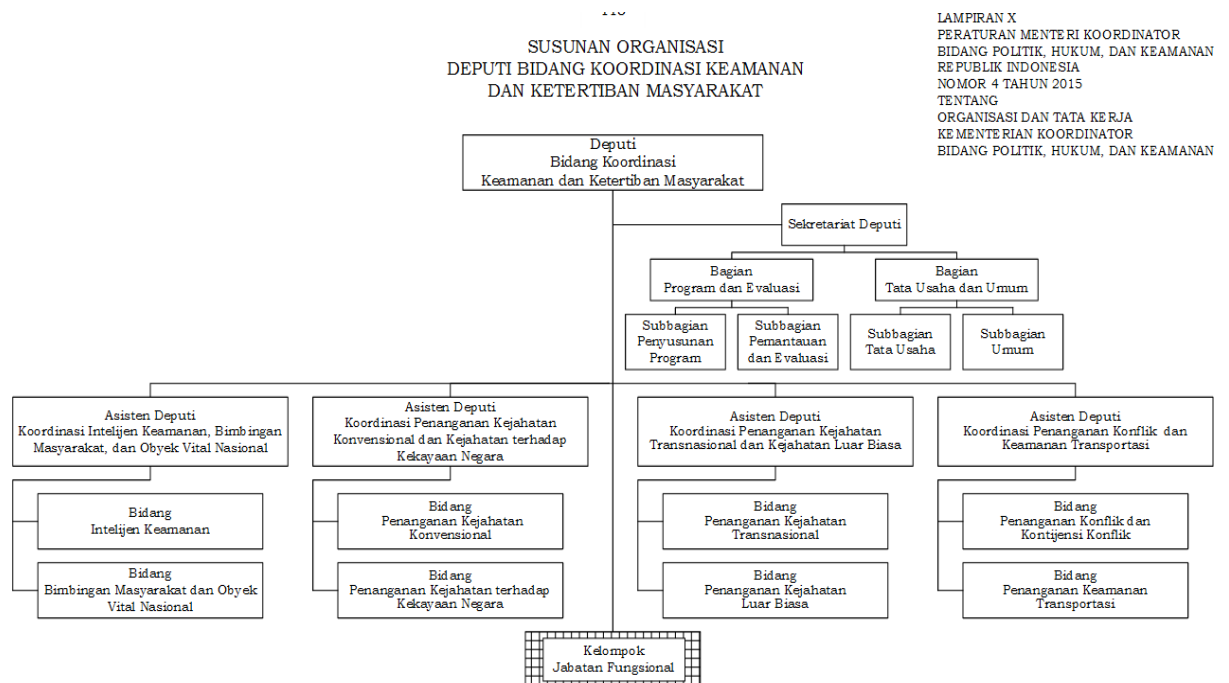 SUSUNAN ORGANISASI
DEPUTI BIDANG KOORDINASI KEAMANAN
DAN KETERTIBAN MASYARAKAT
LAMPIRAN X
PERATURAN MENTERI KOORDINATOR
BIDANG POLITIK, HUKUM, DAN KEAMANAN
REPUBLIK INDONESIA
NOMOR 4 TAHUN 2015
TENTANG
ORGANISASI DAN TATA KERJA
KEMENTERIAN KOORDINATOR
BIDANG POLITIK, HUKUM, DAN KEAMANAN
Deputi
Bidang Koordinasi
Keamanan dan Ketertiban Masyarakat
Sekretariat Deputi
Bagian
Program dan Evaluasi
Bagian
Tata Usaha dan Umum
Subbagian
Penyusunan
Program
Subbagian
Pemantauan
dan Evaluasi
Subbagian
Tata Usaha
Subbagian
Umum
Asisten Deputi
Koordinasi Intelijen Keamanan, Bimbingan
Masyarakat, dan Obyek Vital Nasional
Asisten Deputi
Koordinasi Penanganan Kejahatan
Konvensional dan Kejahatan terhadap
Kekayaan Negara
Asisten Deputi
Koordinasi Penanganan Kejahatan
Transnasional dan Kejahatan Luar Biasa
Asisten Deputi
Koordinasi Penanganan Konflik dan
Keamanan Transportasi
Bidang
Intelijen Keamanan
Bidang
Penanganan Kejahatan
Konvensional
Bidang
Penanganan Kejahatan
Transnasional
Bidang
Penanganan Konflik dan
Kontijensi Konflik
Bidang
Bimbingan Masyarakat dan Obyek
Vital Nasional
Bidang
Penanganan Kejahatan terhadap
Kekayaan Negara
Bidang
Penanganan Kejahatan
Luar Biasa
Bidang
Penanganan Keamanan
Transportasi
Kelompok
Jabatan Fungsional